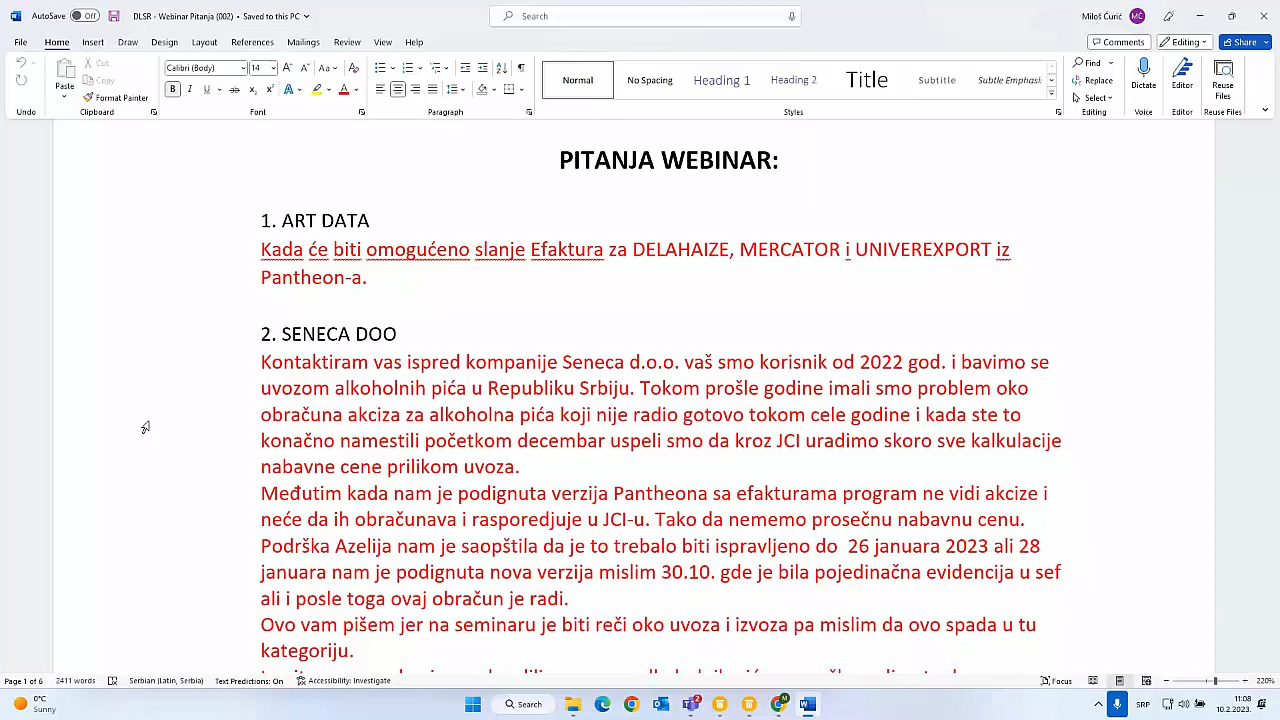 AutoSave Off DLSR - Webinar Pitanja (002) • Saved to this PC Search Miloš Ćurić MČ
File Home Insert Draw Design Layout References Mailings Review View Help Comments Editing Share
Undo Paste Cut Copy Format Painter Clipboard
Calibri (Body) 14 Font
Paragraph
Normal No Spacing Heading 1 Heading 2 Title Subtitle Subtle Emphasi... Styles
Find Replace Select Editing Dictate Voice Editor Editor Reuse Files Reuse Files
PITANJA WEBINAR:
1. ART DATA
Kada će biti omogućeno slanje Efaktura za DELAHAIZE, MERCATOR i UNIVEREXPORT iz
Pantheon-a.
2. SENECA DOO
Kontaktiram vas ispred kompanije Seneca d.o.o. vaš smo korisnik od 2022 god. i bavimo se
uvozom alkoholnih pića u Republiku Srbiju. Tokom prošle godine imali smo problem oko
obračuna akciza za alkoholna pića koji nije radio gotovo tokom cele godine i kada ste to
konačno namestili početkom decembar uspeli smo da kroz JCI uradimo skoro sve kalkulacije
nabavne cene prilikom uvoza.
Međutim kada nam je podignuta verzija Pantheona sa efakturama program ne vidi akcize i
neće da ih obračunava i rasporedjuje u JCI-u. Tako da nememo prosečnu nabavnu cenu.
Podrška Azelija nam je saopštila da je to trebalo biti ispravljeno do 26 januara 2023 ali 28
januara nam je podignuta nova verzija mislim 30.10. gde je bila pojedinačna evidencija u sef
ali i posle toga ovaj obračun je radi.
Ovo vam pišem jer na seminaru je biti reči oko uvoza i izvoza pa mislim da ovo spada u tu
kategoriju.
Page 1 of 6 2411 words Serbian (Latin, Serbia) Text Predictions: On Accessibility: Investigate Focus 220%
0°C
Sunny
Search 2 SRP 11:08
10.2.2023.